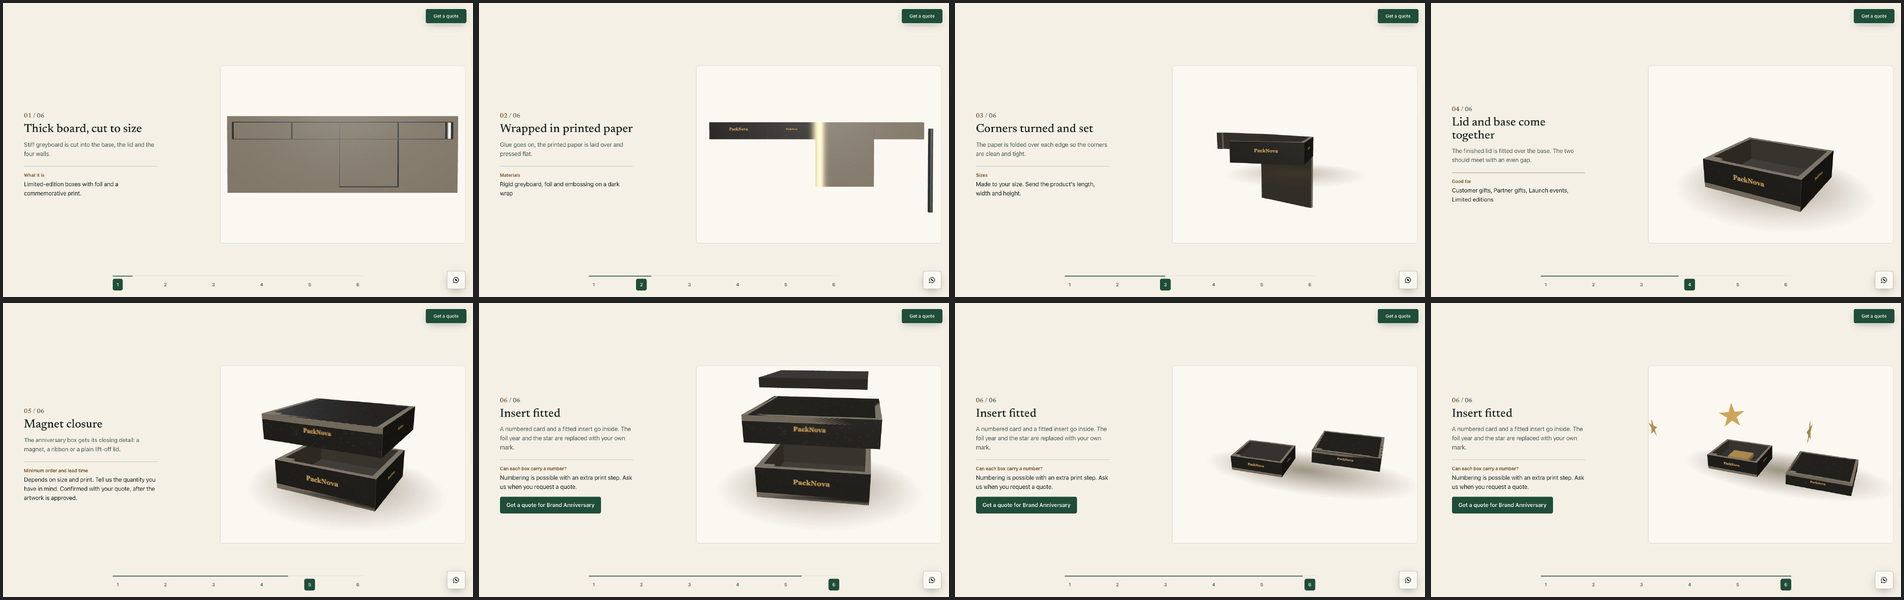 Get a quote
01 / 06
Thick board, cut to size
Stiff greyboard is cut into the base, the lid and the
four walls.
What it is
Limited-edition boxes with foil and a
commemorative print.
1 2 3 4 5 6
Get a quote
02 / 06
Wrapped in printed paper
Glue goes on, the printed paper is laid over and
pressed flat.
Materials
Rigid greyboard, foil and embossing on a dark
wrap
PackNova
PackNova
1 2 3 4 5 6
Get a quote
03 / 06
Corners turned and set
The paper is folded over each edge so the corners
are clean and tight.
Sizes
Made to your size. Send the product's length,
width and height.
PackNova
1 2 3 4 5 6
Get a quote
04 / 06
Lid and base come
together
The finished lid is fitted over the base. The two
should meet with an even gap.
Good for
Customer gifts, Partner gifts, Launch events,
Limited editions
PackNova
PackNova
1 2 3 4 5 6
Get a quote
05 / 06
Magnet closure
The anniversary box gets its closing detail: a
magnet, a ribbon or a plain lift-off lid.
Minimum order and lead time
Depends on size and print. Tell us the quantity you
have in mind. Confirmed with your quote, after the
artwork is approved.
PackNova
PackNova
1 2 3 4 5 6
Get a quote
06 / 06
Insert fitted
A numbered card and a fitted insert go inside. The
foil year and the star are replaced with your own
mark.
Can each box carry a number?
Numbering is possible with an extra print step. Ask
us when you request a quote.
Get a quote for Brand Anniversary
PackNova
PackNova
1 2 3 4 5 6
Get a quote
06 / 06
Insert fitted
A numbered card and a fitted insert go inside. The
foil year and the star are replaced with your own
mark.
Can each box carry a number?
Numbering is possible with an extra print step. Ask
us when you request a quote.
Get a quote for Brand Anniversary
PackNova
PackNova
1 2 3 4 5 6
Get a quote
06 / 06
Insert fitted
A numbered card and a fitted insert go inside. The
foil year and the star are replaced with your own
mark.
Can each box carry a number?
Numbering is possible with an extra print step. Ask
us when you request a quote.
Get a quote for Brand Anniversary
PackNova
PackNova
1 2 3 4 5 6